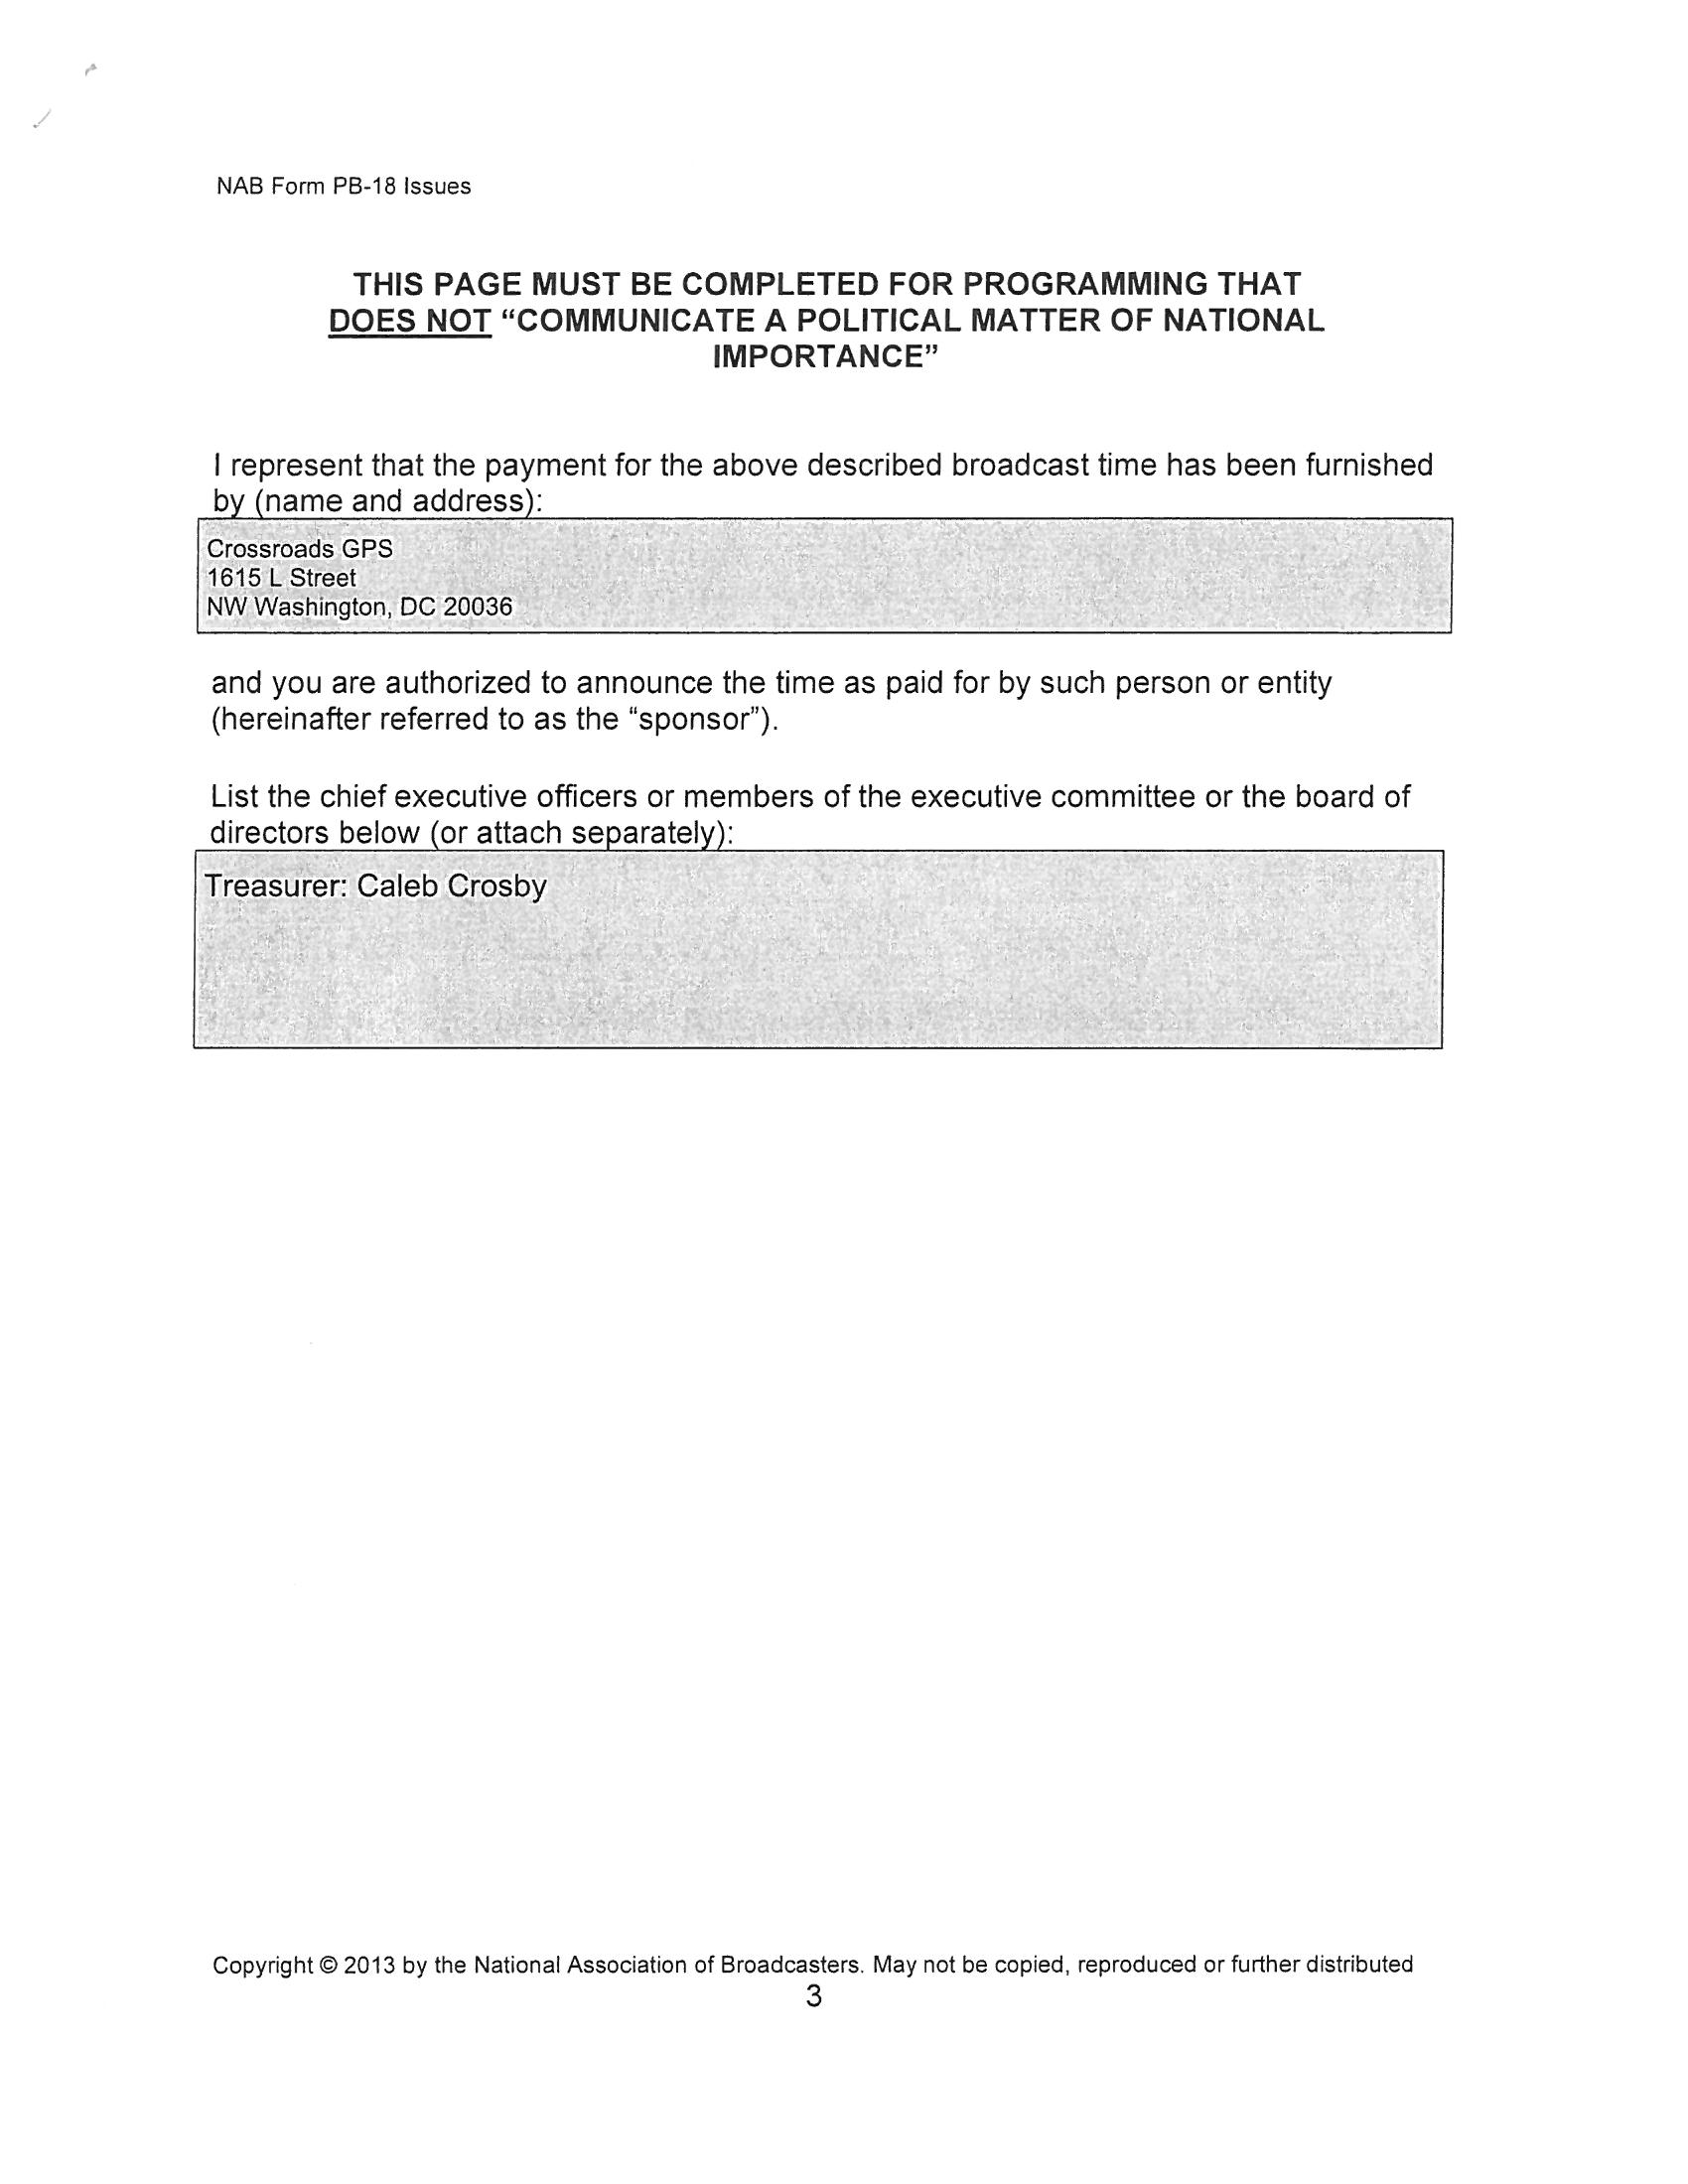 NAB Form PB-18 Issues
THIS PAGE MUST BE COMPLETED FOR PROGRAMMING THAT
DOES NOT “COMMUNICATE A POLITICAL MATTER OF NATIONAL
IMPORTANCE”
I represent that the payment for the above described broadcast time has been furnished
by (name and address):
Crossroads GPS
1615 L Street
NW Washington, DC 20036
and you are authorized to announce the time as paid for by such person or entity
(hereinafter referred to as the “sponsor”).
List the chief executive officers or members of the executive committee or the board of
directors below (or attach separately):
Treasurer: Caleb Crosby
Copyright © 2013 by the National Association of Broadcasters. May not be copied, reproduced or further distributed
3